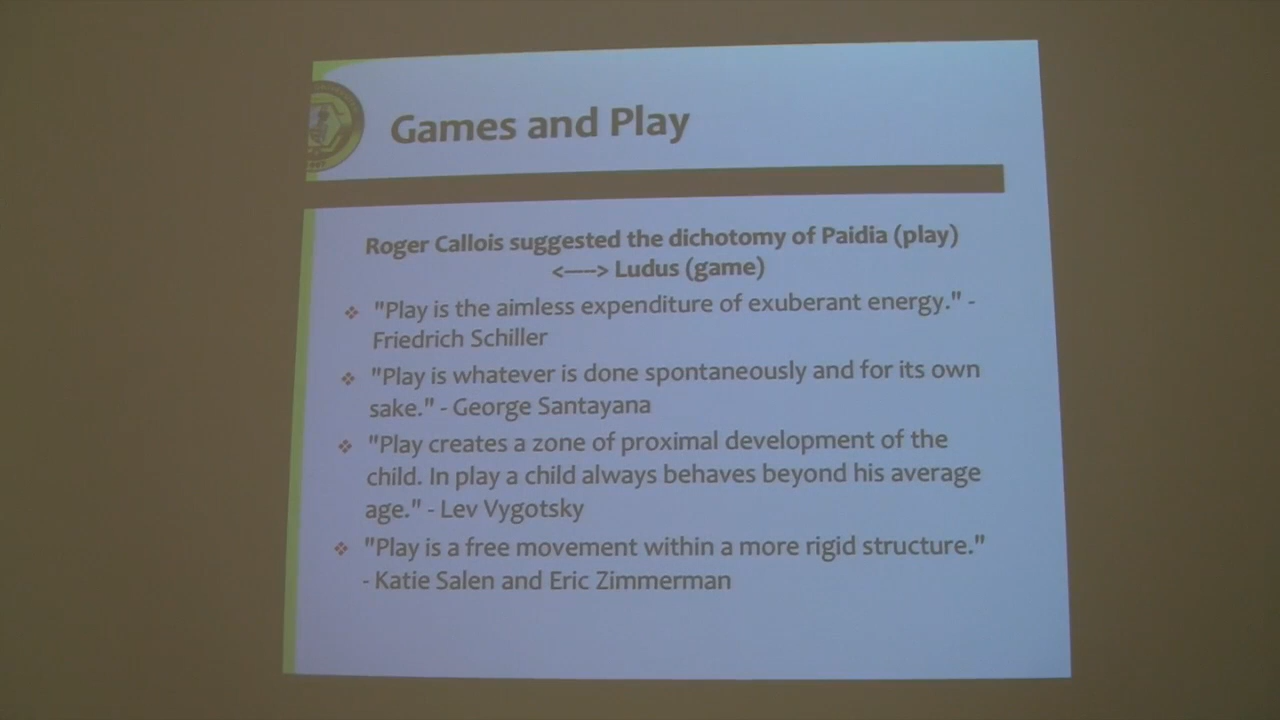 Games and Play
Roger Callois suggested the dichotomy of Paidia (play)
<----> Ludus (game)
❖ "Play is the aimless expenditure of exuberant energy." -
Friedrich Schiller
❖ "Play is whatever is done spontaneously and for its own
sake." - George Santayana
❖ "Play creates a zone of proximal development of the
child. In play a child always behaves beyond his average
age." - Lev Vygotsky
❖ "Play is a free movement within a more rigid structure."
- Katie Salen and Eric Zimmerman